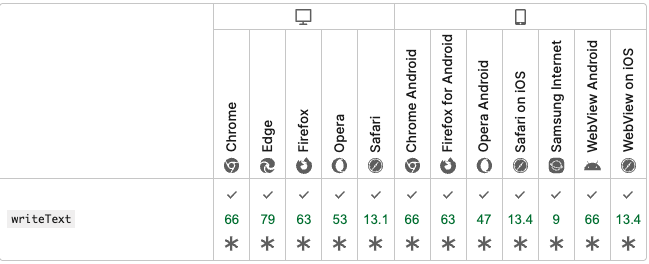 Chrome
Edge
Firefox
Opera
Safari
Chrome Android
Firefox for Android
Opera Android
Safari on iOS
Samsung Internet
WebView Android
WebView on iOS
writeText
✓ ✓ ✓ ✓ ✓ ✓ ✓ ✓ ✓ ✓ ✓ ✓
66 79 63 53 13.1 66 63 47 13.4 9 66 13.4
* * * * * * * * * * * *